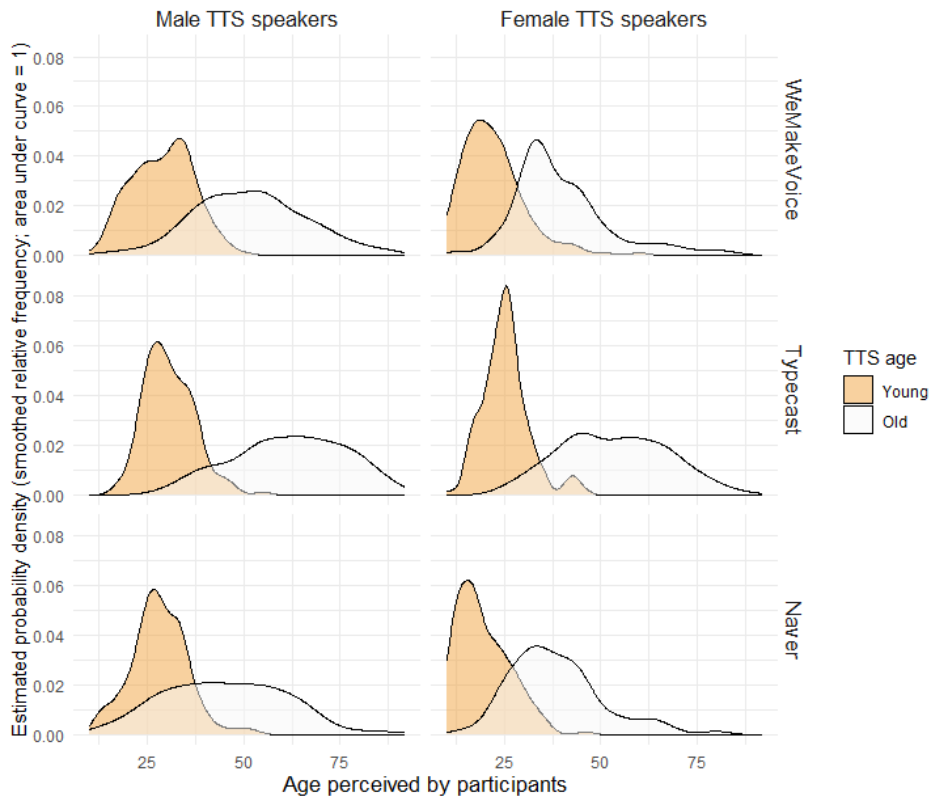 Male TTS speakers
Female TTS speakers
Estimated probability density (smoothed relative frequency; area under curve = 1)
0.08
0.06
0.04
0.02
0.00
WeMakeVoice
0.08
0.06
0.04
0.02
0.00
Typecast
0.08
0.06
0.04
0.02
0.00
Naver
TTS age
Young
Old
25
50
75
25
50
75
Age perceived by participants